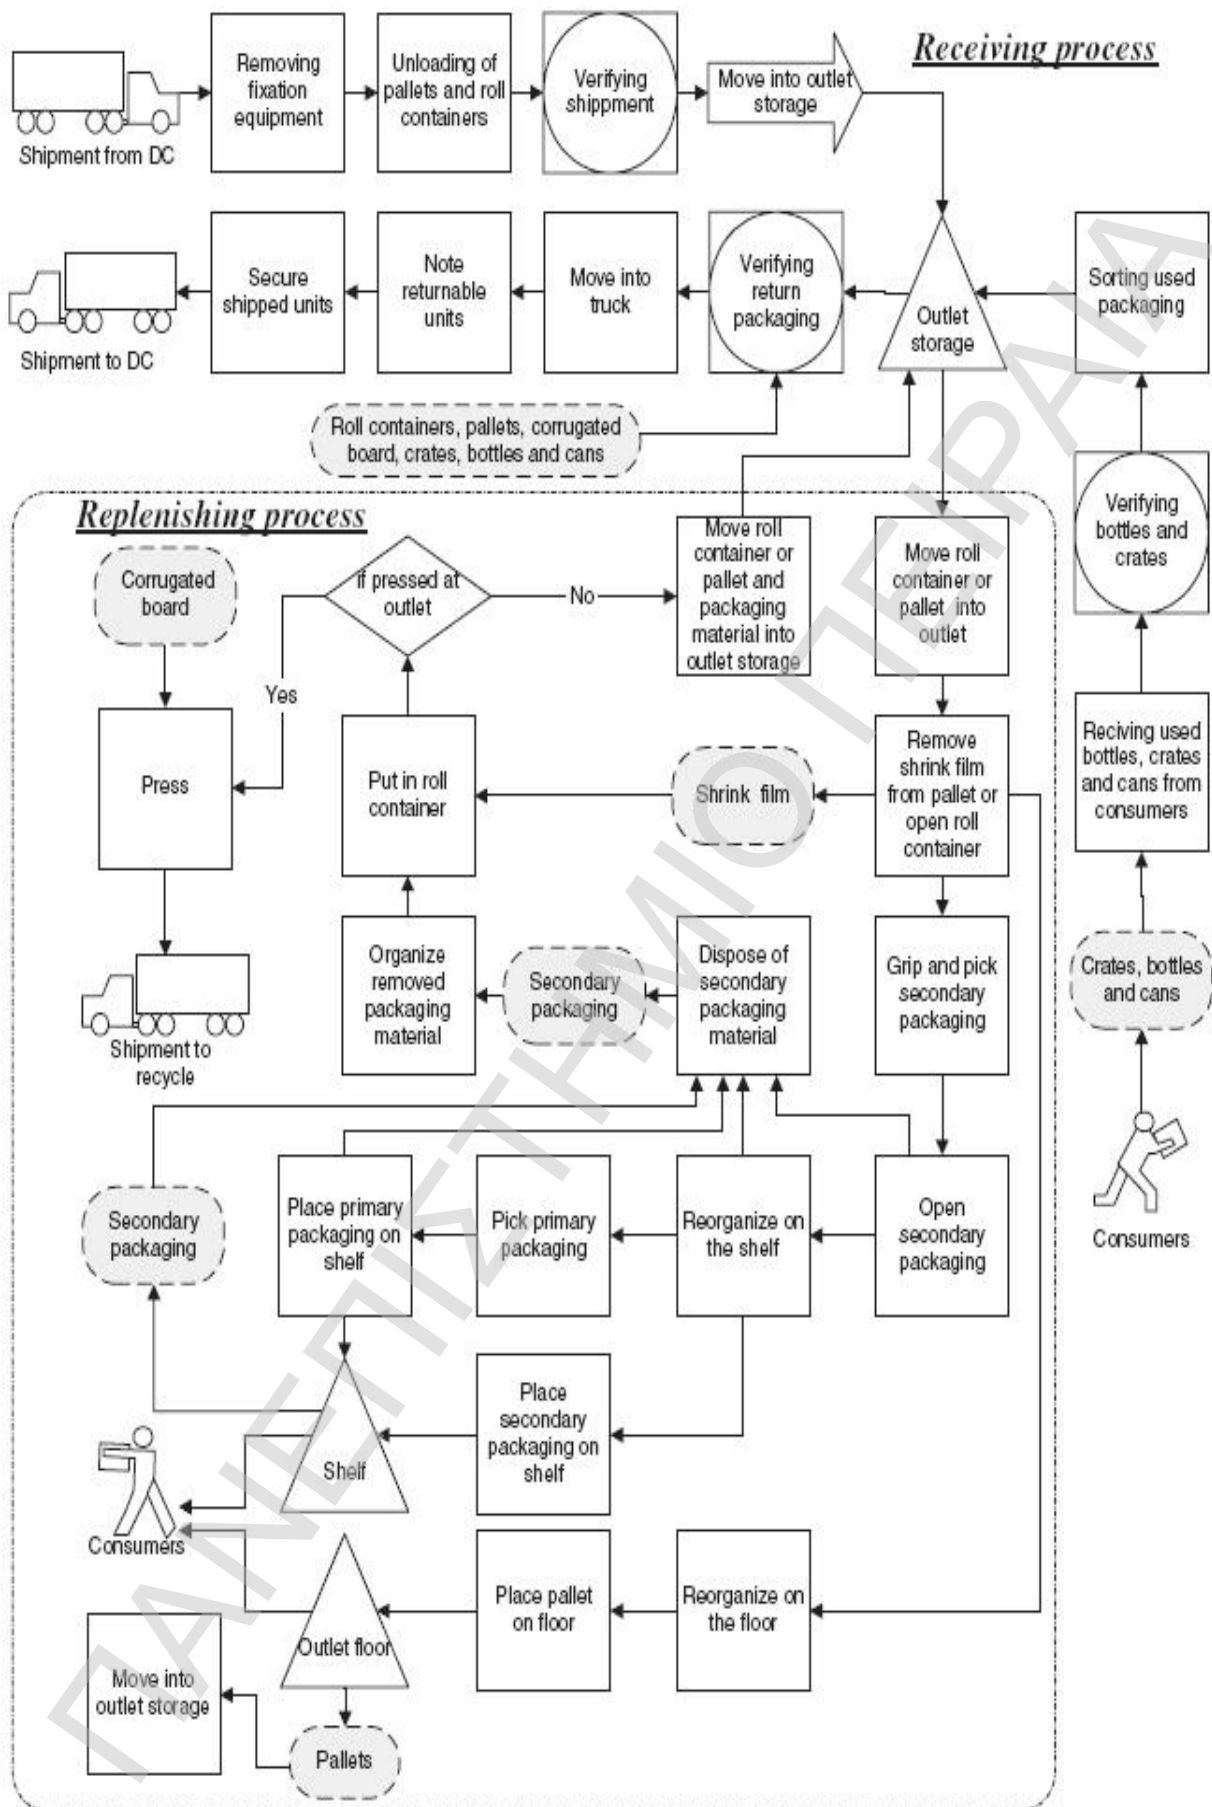 Receiving process
Removing
fixation
equipment
Unloading of
pallets and roll
containers
Verifying
shippment
Move into outlet
storage
Shipment from DC
Secure
shipped units
Note
returnable
units
Move into
truck
Verifying
return
packaging
Outlet
storage
Sorting used
packaging
Shipment to DC
Roll containers, pallets, corrugated
board, crates, bottles and cans
Verifying
bottles and
crates
Replenishing process
Corrugated
board
if pressed at
outlet
No
Yes
Move roll
container or
pallet and
packaging
material into
outlet storage
Move roll
container or
pallet into
outlet
Press
Put in roll
container
Shrink film
Remove
shrink film
from pallet or
open roll
container
Reciving used
bottles, crates
and cans from
consumers
Organize
removed
packaging
material
Secondary
packaging
Dispose of
secondary
packaging
material
Grip and pick
secondary
packaging
Crates, bottles
and cans
Shipment to
recycle
Secondary
packaging
Place primary
packaging on
shelf
Pick primary
packaging
Reorganize on
the shelf
Open
secondary
packaging
Consumers
Shelf
Place
secondary
packaging on
shelf
Consumers
Outlet floor
Place pallet
on floor
Reorganize on
the floor
Move into
outlet storage
Pallets
ΠΑΝΕΠΙΣΤΗΜΙΟ ΠΕΙΡΑΙΑ